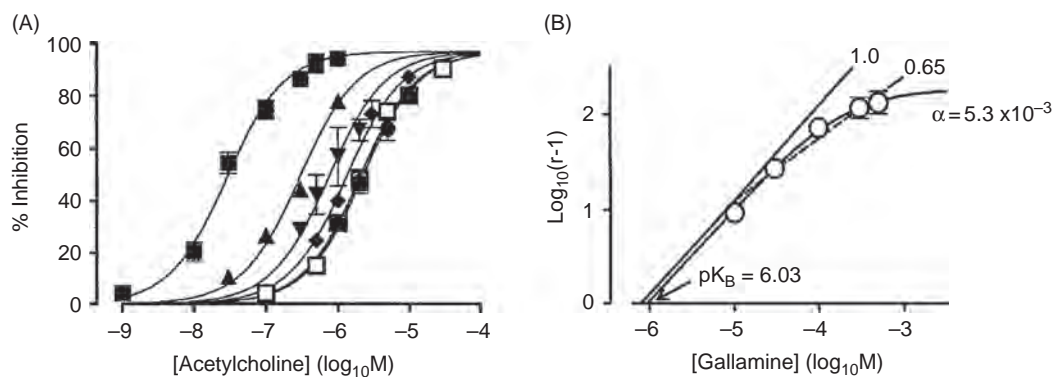 (A)
100
80
60
40
20
0
% Inhibition
–9
–8
–7
–6
–5
–4
[Acetylcholine] (log₁₀M)
(B)
2
1
0
Log₁₀(r-1)
1.0
0.65
α = 5.3 x10⁻³
pK_B = 6.03
–6
–5
–4
–3
[Gallamine] (log₁₀M)